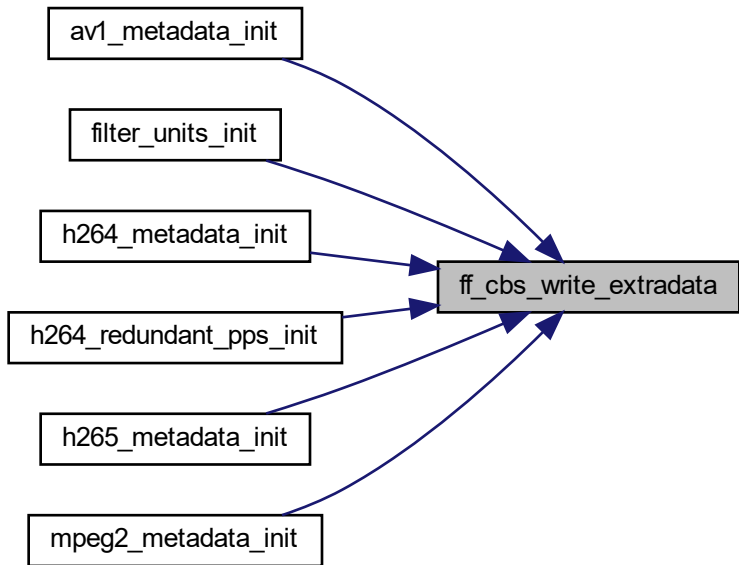 av1_metadata_init
filter_units_init
h264_metadata_init
ff_cbs_write_extradata
h264_redundant_pps_init
h265_metadata_init
mpeg2_metadata_init